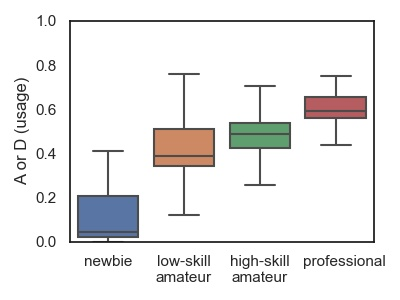 A or D (usage)
1.0
0.8
0.6
0.4
0.2
0.0
newbie
low-skill
amateur
high-skill
amateur
professional